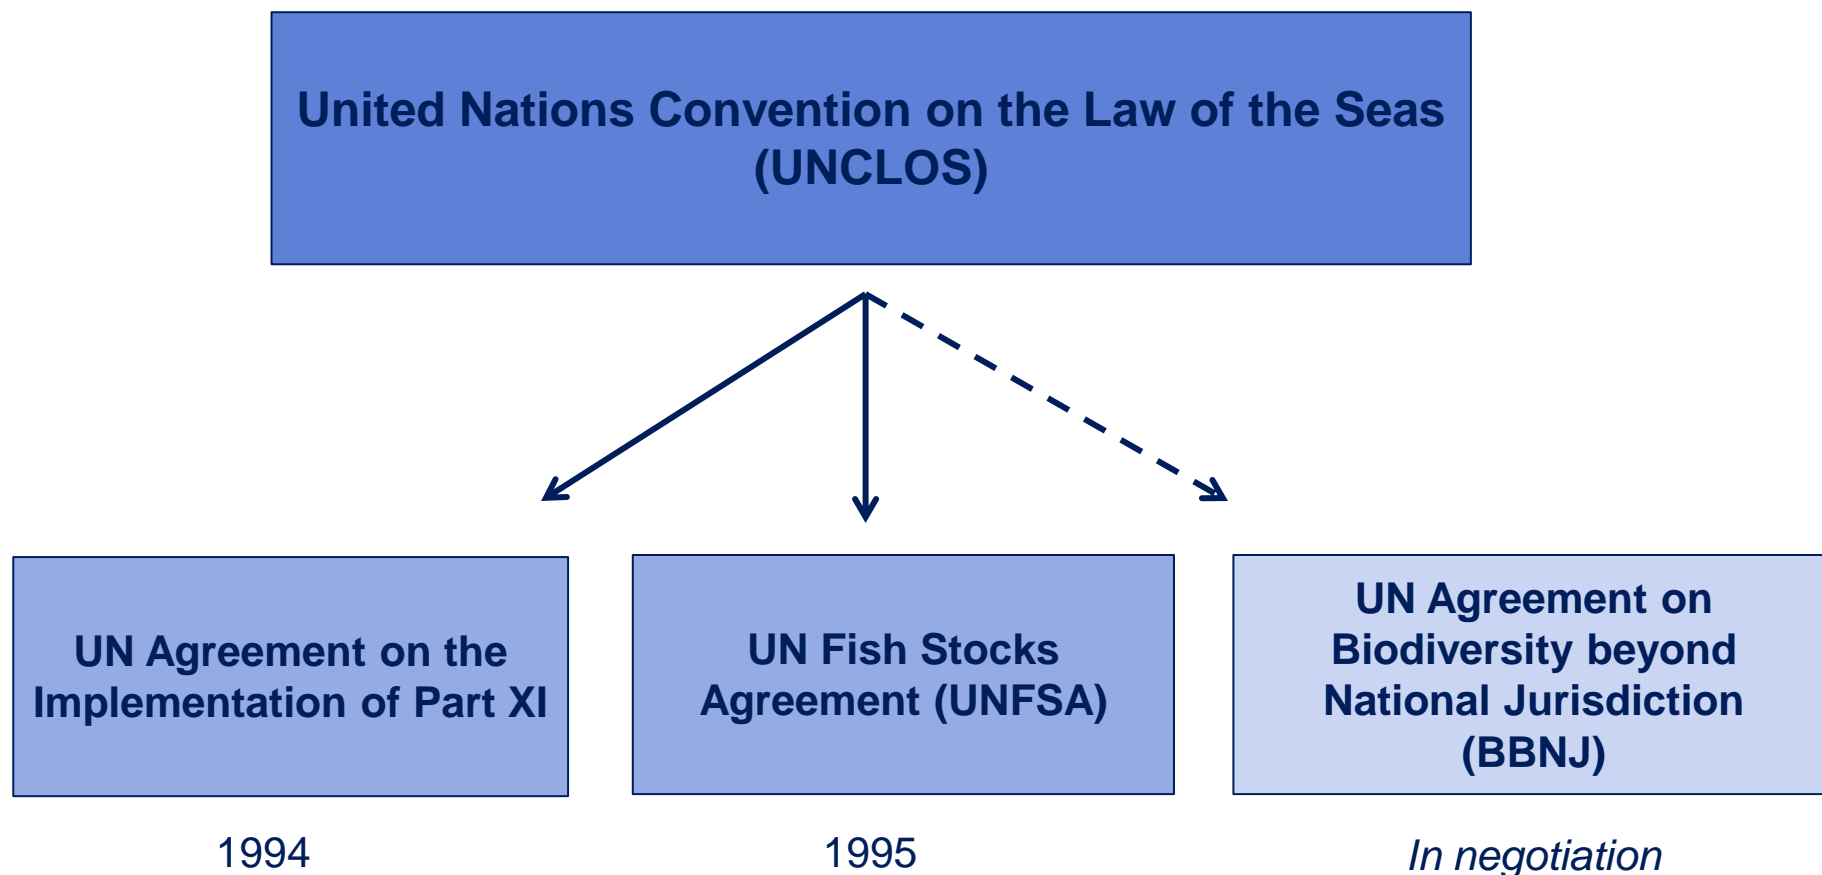 United Nations Convention on the Law of the Seas
(UNCLOS)
UN Agreement on the
Implementation of Part XI
UN Fish Stocks
Agreement (UNFSA)
UN Agreement on
Biodiversity beyond
National Jurisdiction
(BBNJ)
1994
1995
In negotiation